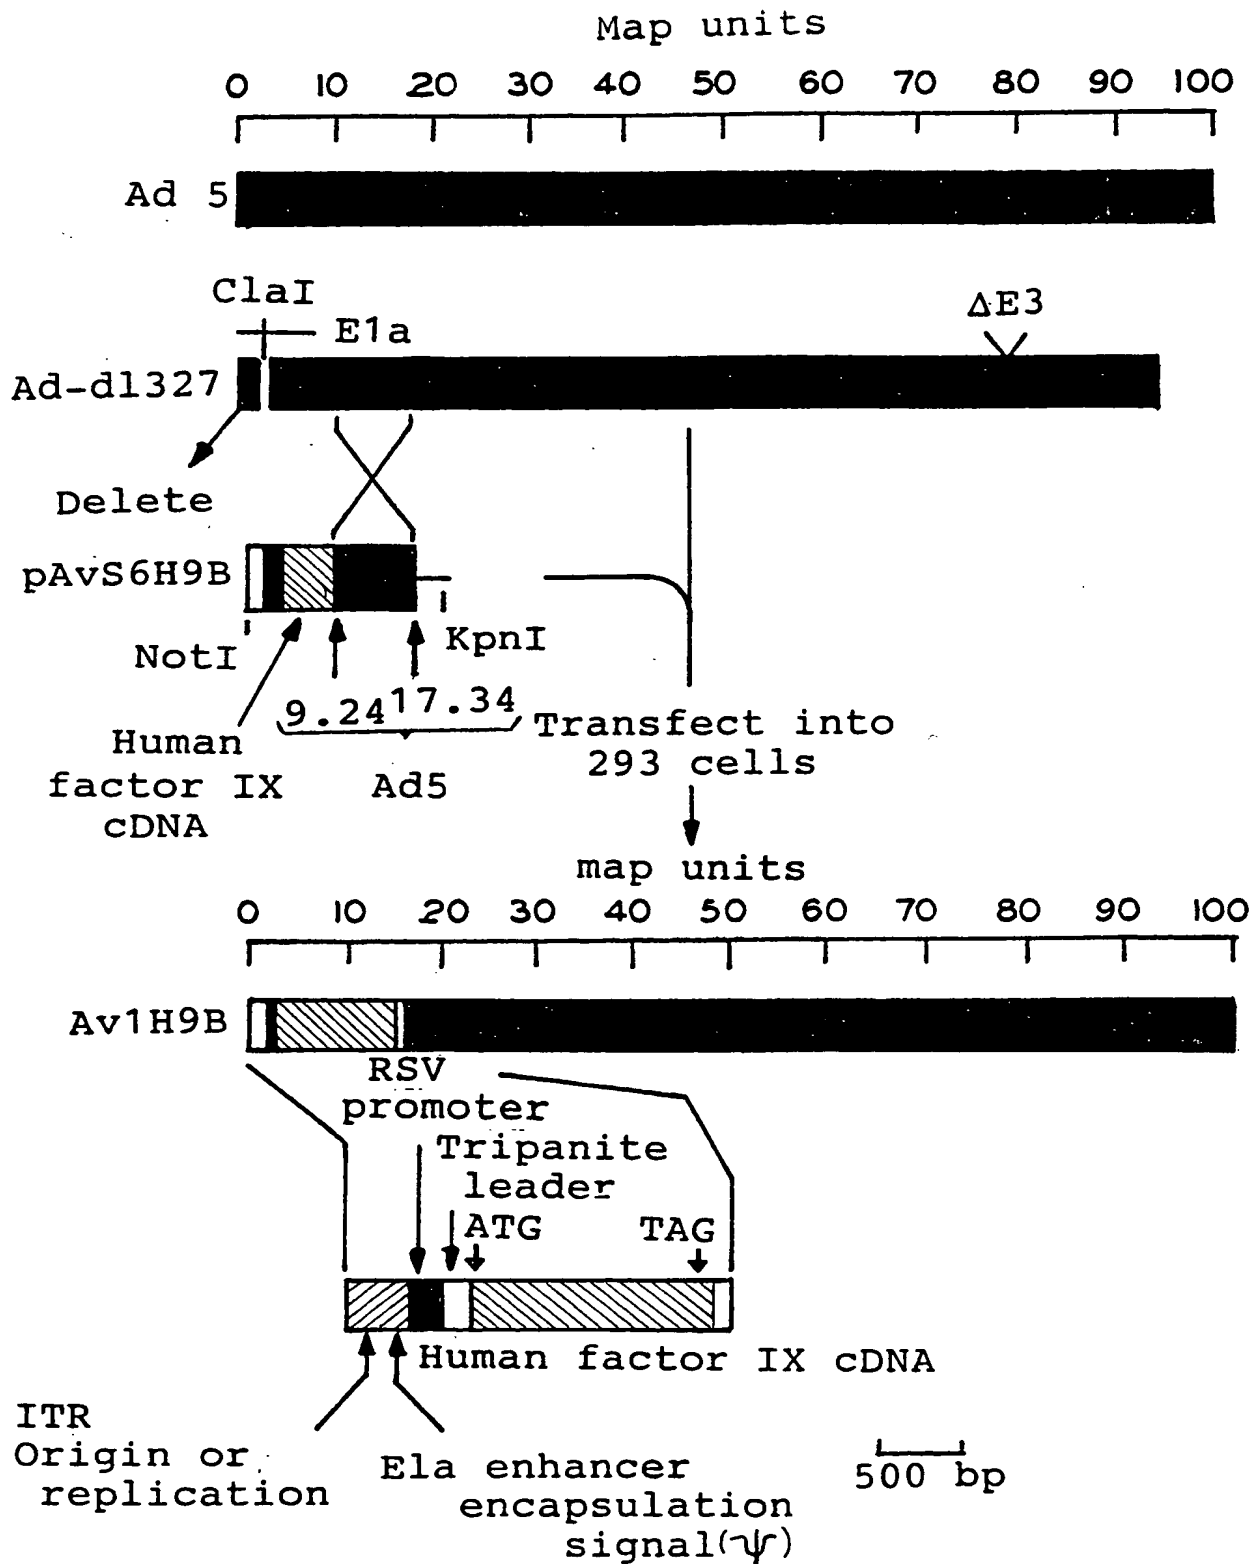 Map units
0 10 20 30 40 50 60 70 80 90 100
Ad 5
ClaI
E1a
ΔE3
Ad-dl327
Delete
pAvS6H9B
NotI
KpnI
9.24 17.34
Human
factor IX
cDNA
Ad5
Transfect into
293 cells
map units
0 10 20 30 40 50 60 70 80 90 100
Av1H9B
RSV
promoter
Tripanite
leader
ATG
TAG
Human factor IX cDNA
ITR
Origin or
replication
Ela enhancer
encapsulation
signal(ψ)
500 bp